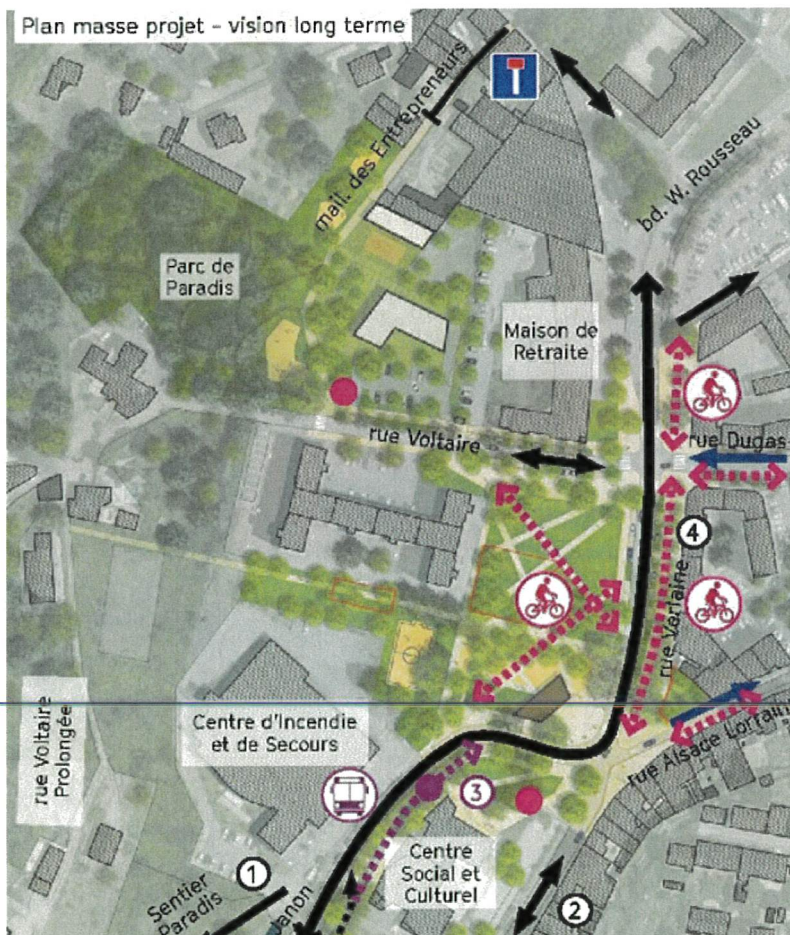 Plan masse projet - vision long terme
mail. des Entrepreneurs
bd. W. Rousseau
Parc de
Paradis
Maison de
Retraite
rue Voltaire
rue Dugas
4
rue Verlaine
Centre d'Incendie
et de Secours
rue Voltaire
Prolongée
rue Alsace Lorrain
3
1
Centre
Social et
Culturel
Sentier
Paradis
Janon
2